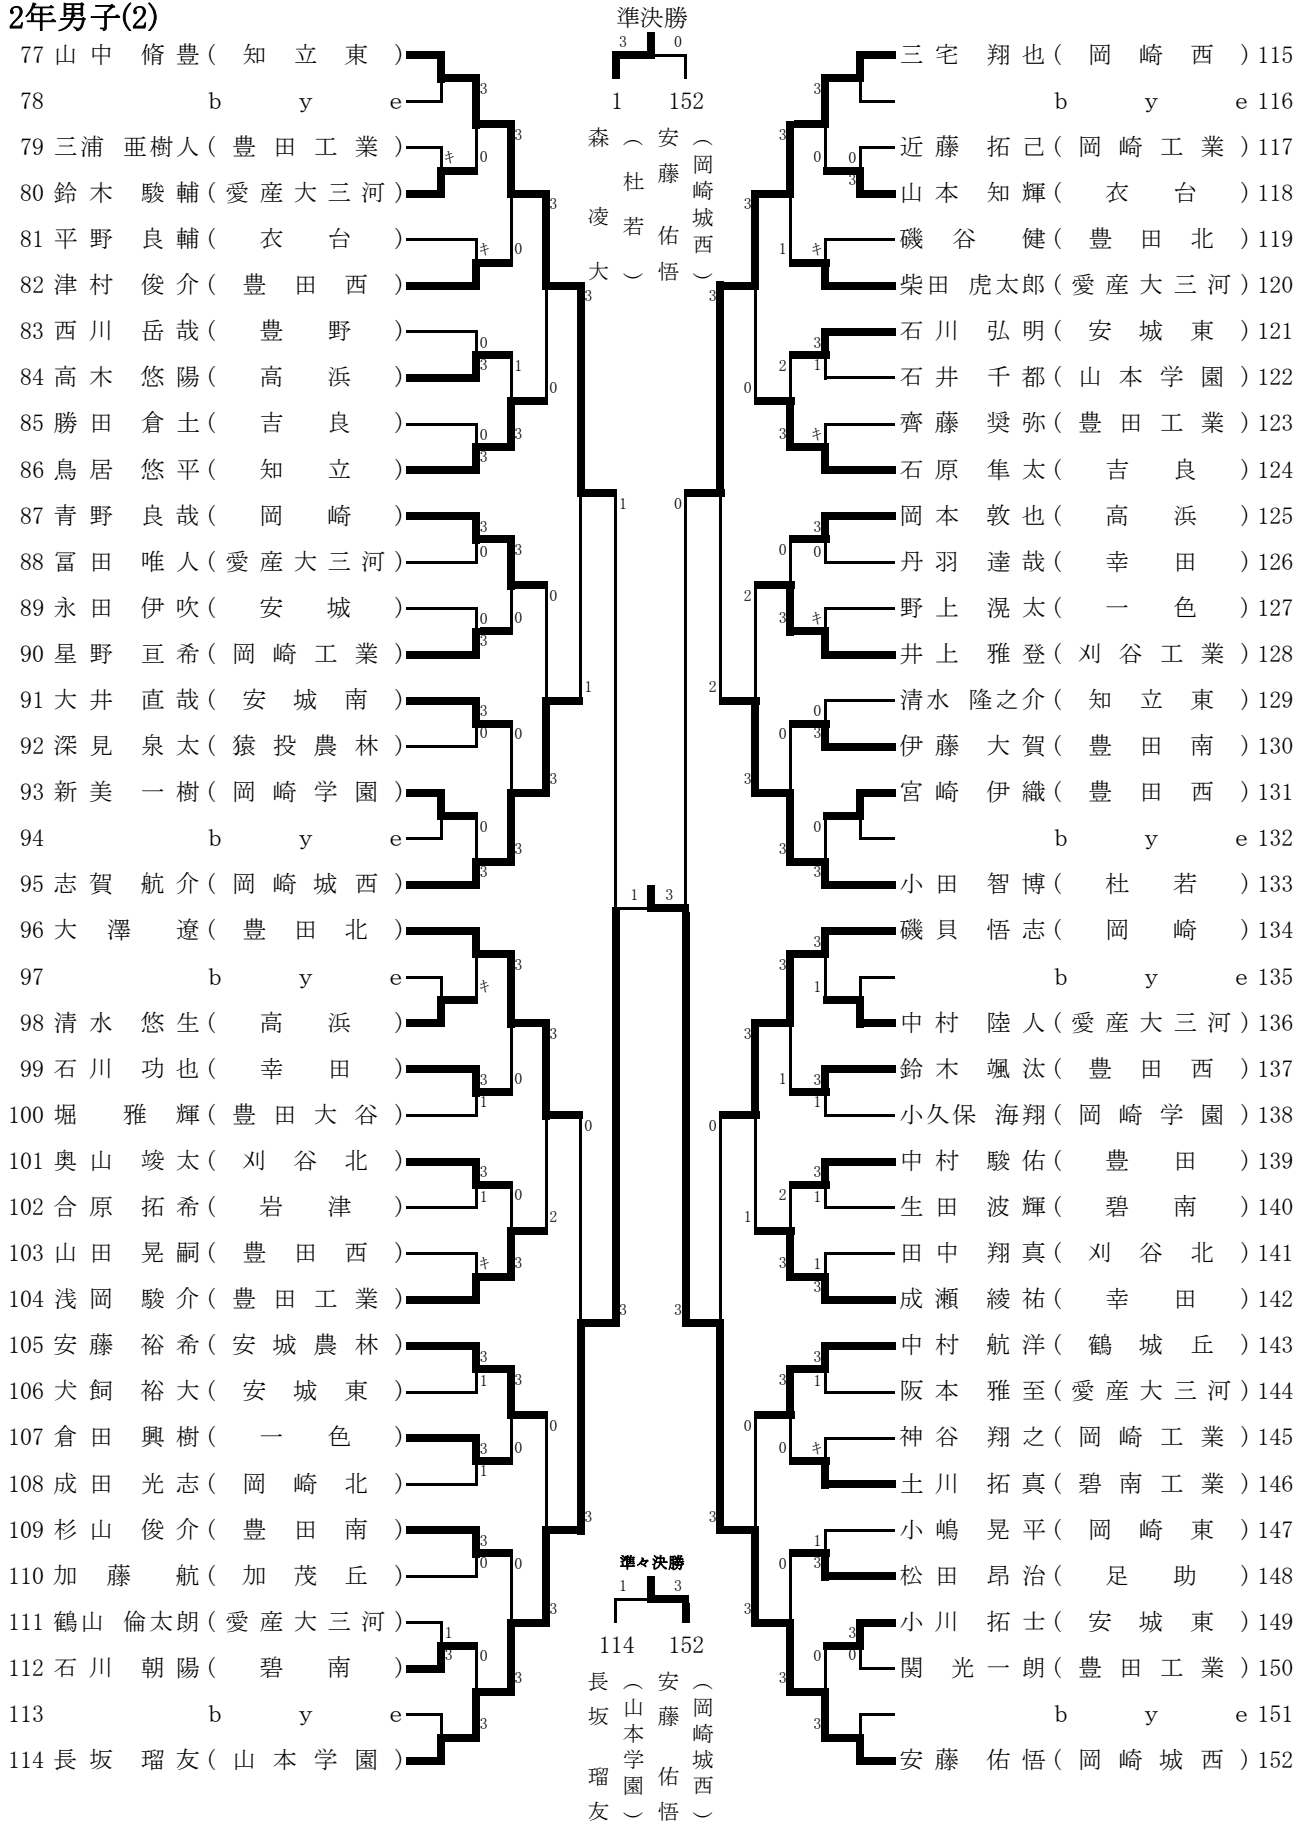 2年男子(2)
準決勝
3 0
1 152
森 凌大 (杜若)
安藤 佑悟 (岡崎城西)
77 山中 脩豊 (知立東)
78 bye
79 三浦 亜樹人 (豊田工業)
80 鈴木 駿輔 (愛産大三河)
81 平野 良輔 (衣台)
82 津村 俊介 (豊田西)
83 西川 岳哉 (豊野)
84 高木 悠陽 (高浜)
85 勝田 倉土 (吉良)
86 鳥居 悠平 (知立)
87 青野 良哉 (岡崎)
88 冨田 唯人 (愛産大三河)
89 永田 伊吹 (安城)
90 星野 亘希 (岡崎工業)
91 大井 直哉 (安城南)
92 深見 泉太 (猿投農林)
93 新美 一樹 (岡崎学園)
94 bye
95 志賀 航介 (岡崎城西)
96 大澤 遼 (豊田北)
97 bye
98 清水 悠生 (高浜)
99 石川 功也 (幸田)
100 堀 雅輝 (豊田大谷)
101 奥山 竣太 (刈谷北)
102 合原 拓希 (岩津)
103 山田 晃嗣 (豊田西)
104 浅岡 駿介 (豊田工業)
105 安藤 裕希 (安城農林)
106 犬飼 裕大 (安城東)
107 倉田 興樹 (一色)
108 成田 光志 (岡崎北)
109 杉山 俊介 (豊田南)
110 加藤 航 (加茂丘)
111 鶴山 倫太朗 (愛産大三河)
112 石川 朝陽 (碧南)
113 bye
114 長坂 瑠友 (山本学園)
三宅 翔也 (岡崎西) 115
bye 116
近藤 拓己 (岡崎工業) 117
山本 知輝 (衣台) 118
磯谷 健 (豊田北) 119
柴田 虎太郎 (愛産大三河) 120
石川 弘明 (安城東) 121
石井 千都 (山本学園) 122
齊藤 奨弥 (豊田工業) 123
石原 隼太 (吉良) 124
岡本 敦也 (高浜) 125
丹羽 達哉 (幸田) 126
野上 滉太 (一色) 127
井上 雅登 (刈谷工業) 128
清水 隆之介 (知立東) 129
伊藤 大賀 (豊田南) 130
宮崎 伊織 (豊田西) 131
bye 132
小田 智博 (杜若) 133
磯貝 悟志 (岡崎) 134
bye 135
中村 陸人 (愛産大三河) 136
鈴木 颯汰 (豊田西) 137
小久保 海翔 (岡崎学園) 138
中村 駿佑 (豊田) 139
生田 波輝 (碧南) 140
田中 翔真 (刈谷北) 141
成瀬 綾祐 (幸田) 142
中村 航洋 (鶴城丘) 143
阪本 雅至 (愛産大三河) 144
神谷 翔之 (岡崎工業) 145
土川 拓真 (碧南工業) 146
小嶋 晃平 (岡崎東) 147
松田 昂治 (足助) 148
小川 拓士 (安城東) 149
関 光一朗 (豊田工業) 150
bye 151
安藤 佑悟 (岡崎城西) 152
1 3
準々決勝
1 3
114 152
長坂 瑠友 (山本学園)
安藤 佑悟 (岡崎城西)